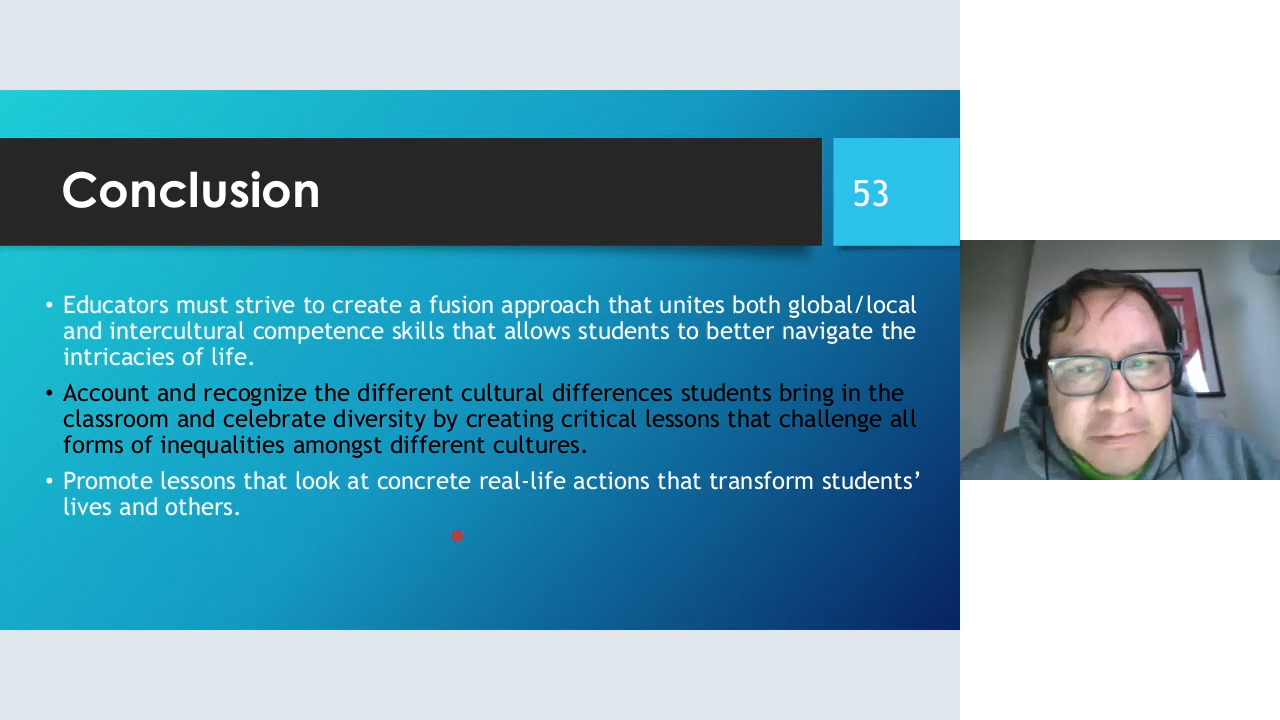 Conclusion
53
• Educators must strive to create a fusion approach that unites both global/local
and intercultural competence skills that allows students to better navigate the
intricacies of life.
• Account and recognize the different cultural differences students bring in the
classroom and celebrate diversity by creating critical lessons that challenge all
forms of inequalities amongst different cultures.
• Promote lessons that look at concrete real-life actions that transform students’
lives and others.